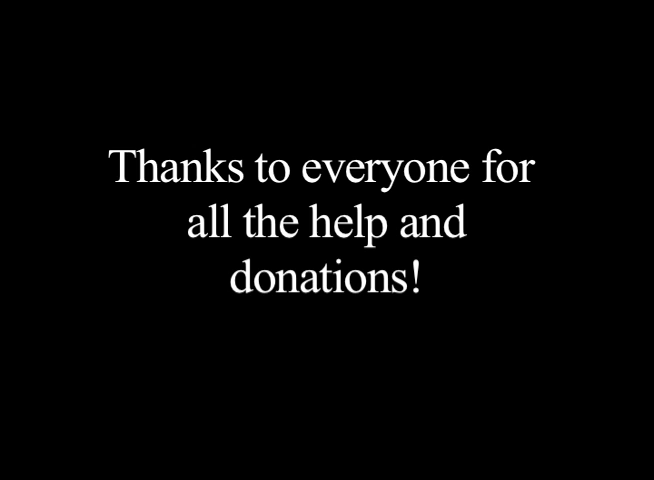 Thanks to everyone for
all the help and
donations!